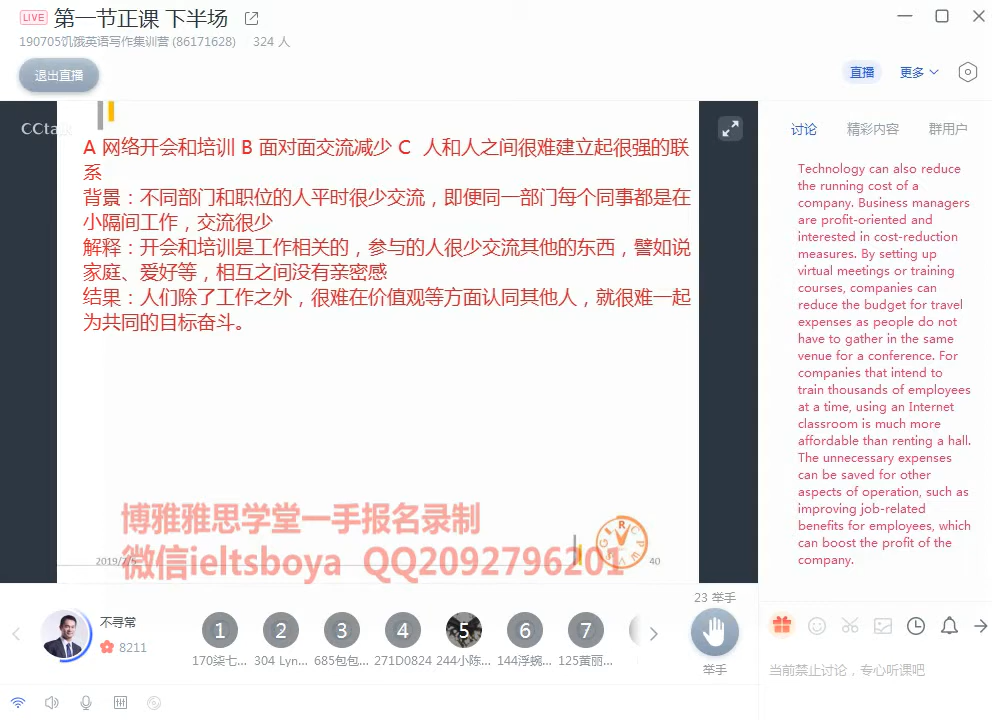 LIVE 第一节正课 下半场
190705饥饿英语写作集训营 (86171628) 324 人
退出直播
直播 更多
A 网络开会和培训 B 面对面交流减少 C 人和人之间很难建立起很强的联
系
背景：不同部门和职位的人平时很少交流，即便同一部门每个同事都是在
小隔间工作，交流很少
解释：开会和培训是工作相关的，参与的人很少交流其他的东西，譬如说
家庭、爱好等，相互之间没有亲密感
结果：人们除了工作之外，很难在价值观等方面认同其他人，就很难一起
为共同的目标奋斗。
博雅雅思学堂一手报名录制
微信ieltsboya QQ2092796201
2019/7/5
40
讨论 精彩内容 群用户
Technology can also reduce
the running cost of a
company. Business managers
are profit-oriented and
interested in cost-reduction
measures. By setting up
virtual meetings or training
courses, companies can
reduce the budget for travel
expenses as people do not
have to gather in the same
venue for a conference. For
companies that intend to
train thousands of employees
at a time, using an Internet
classroom is much more
affordable than renting a hall.
The unnecessary expenses
can be saved for other
aspects of operation, such as
improving job-related
benefits for employees, which
can boost the profit of the
company.
不寻常
8211
1 2 3 4 5 6 7
170柒七... 304 Lyn... 685包包... 271D0824 244小陈... 144浮婉... 125黄丽...
23 举手
举手
当前禁止讨论，专心听课吧